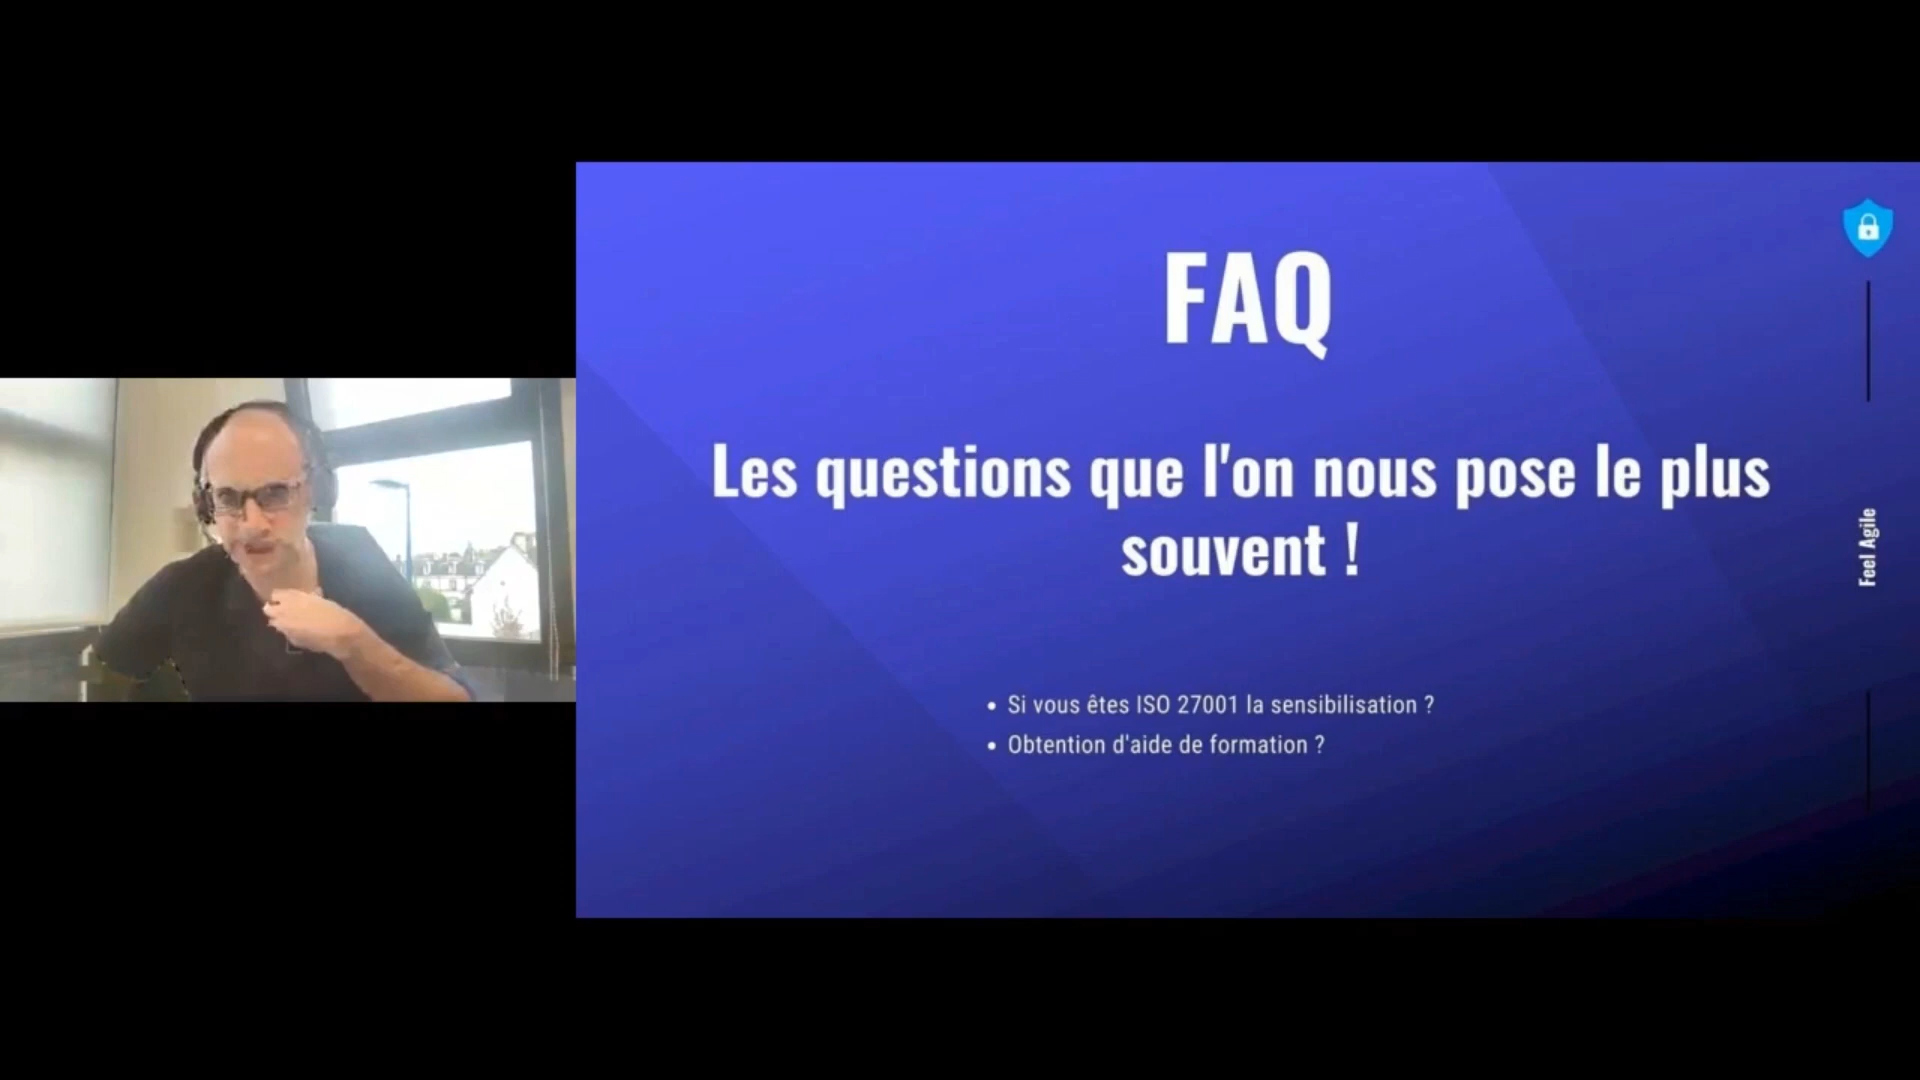 FAQ
Les questions que l'on nous pose le plus
souvent !
• Si vous êtes ISO 27001 la sensibilisation ?
• Obtention d'aide de formation ?
Feel Agile